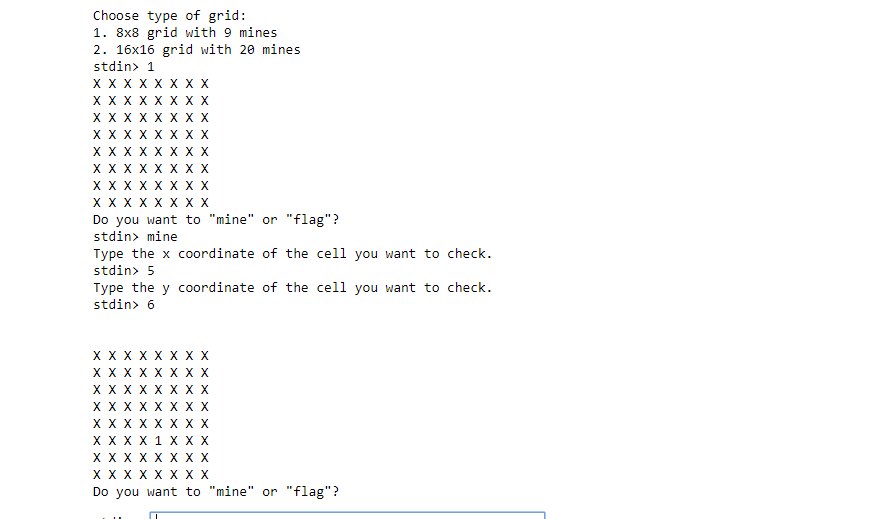 Choose type of grid:
1. 8x8 grid with 9 mines
2. 16x16 grid with 20 mines
stdin> 1
X X X X X X X X
X X X X X X X X
X X X X X X X X
X X X X X X X X
X X X X X X X X
X X X X X X X X
X X X X X X X X
X X X X X X X X
Do you want to "mine" or "flag"?
stdin> mine
Type the x coordinate of the cell you want to check.
stdin> 5
Type the y coordinate of the cell you want to check.
stdin> 6
X X X X X X X X
X X X X X X X X
X X X X X X X X
X X X X X X X X
X X X X X X X X
X X X X 1 X X X
X X X X X X X X
X X X X X X X X
Do you want to "mine" or "flag"?